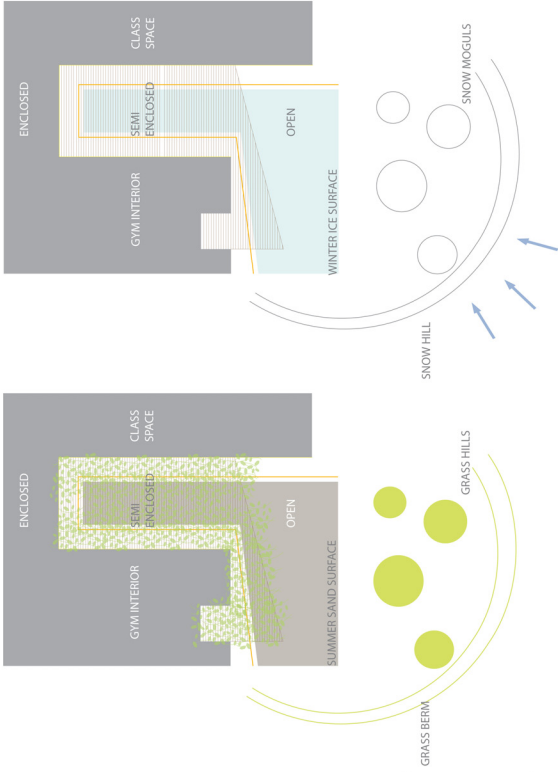 ENCLOSED
CLASS
SPACE
SEMI
ENCLOSED
GYM INTERIOR
OPEN
SUMMER SAND SURFACE
GRASS HILLS
GRASS BERM
ENCLOSED
CLASS
SPACE
SEMI
ENCLOSED
GYM INTERIOR
OPEN
WINTER ICE SURFACE
SNOW MOGULS
SNOW HILL